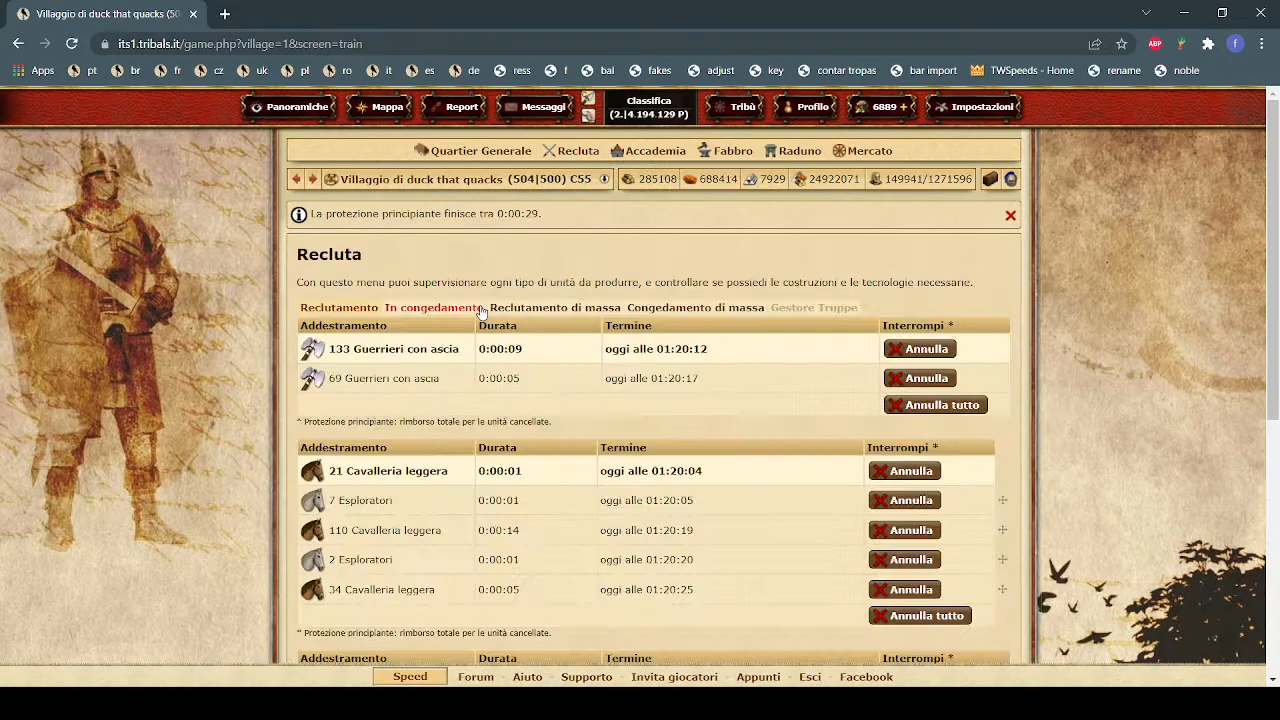 Villaggio di duck that quacks (50
its1.tribals.it/game.php?village=1&screen=train
Apps pt br fr cz uk pl ro it es de ress f bal fakes adjust key contar tropas bar import TWSpeeds - Home rename noble
ABP f
Panoramiche Mappa Report Messaggi Classifica Tribù Profilo 6889 + Impostazioni
(2.|4.194.129 P)
Quartier Generale Recluta Accademia Fabbro Raduno Mercato
Villaggio di duck that quacks (504|500) C55 285108 688414 7929 24922071 149941/1271596
La protezione principiante finisce tra 0:00:29.
Recluta
Con questo menu puoi supervisionare ogni tipo di unità da produrre, e controllare se possiedi le costruzioni e le tecnologie necessarie.
Reclutamento In congedamento Reclutamento di massa Congedamento di massa Gestore Truppe
Addestramento Durata Termine Interrompi *
133 Guerrieri con ascia 0:00:09 oggi alle 01:20:12 Annulla
69 Guerrieri con ascia 0:00:05 oggi alle 01:20:17 Annulla
Annulla tutto
* Protezione principiante: rimborso totale per le unità cancellate.
Addestramento Durata Termine Interrompi *
21 Cavalleria leggera 0:00:01 oggi alle 01:20:04 Annulla
7 Esploratori 0:00:01 oggi alle 01:20:05 Annulla
110 Cavalleria leggera 0:00:14 oggi alle 01:20:19 Annulla
2 Esploratori 0:00:01 oggi alle 01:20:20 Annulla
34 Cavalleria leggera 0:00:05 oggi alle 01:20:25 Annulla
Annulla tutto
* Protezione principiante: rimborso totale per le unità cancellate.
Addestramento Durata Termine Interrompi *
Speed Forum - Aiuto - Supporto - Invita giocatori - Appunti - Esci - Facebook